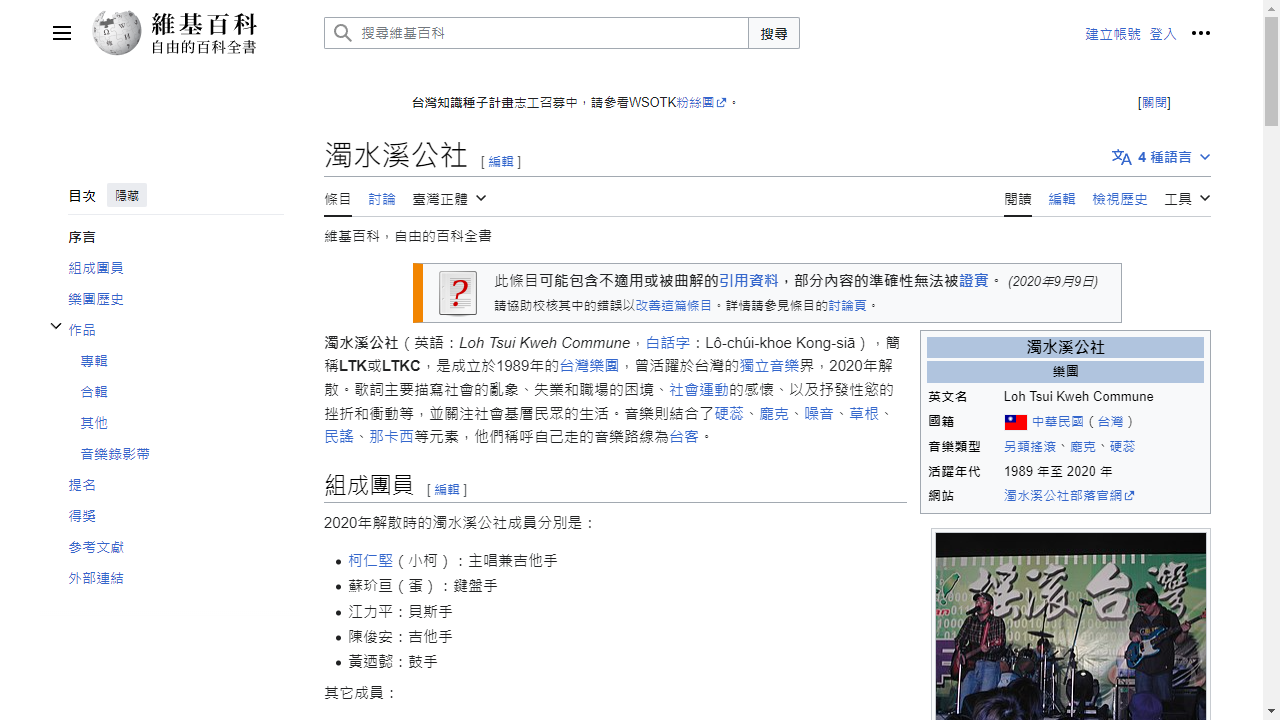 維基百科
自由的百科全書
搜尋維基百科
搜尋
建立帳號 登入
台灣知識種子計畫志工召募中，請參看WSOTK粉絲團。
[關閉]
濁水溪公社 [編輯]
4 種語言
目次 隱藏
序言
組成團員
樂團歷史
作品
專輯
合輯
其他
音樂錄影帶
提名
得獎
參考文獻
外部連結
條目 討論 臺灣正體
閱讀 編輯 檢視歷史 工具
維基百科，自由的百科全書
此條目可能包含不適用或被曲解的引用資料，部分內容的準確性無法被證實。 (2020年9月9日)
請協助校核其中的錯誤以改善這篇條目。詳情請參見條目的討論頁。
濁水溪公社（英語：Loh Tsui Kweh Commune，白話字：Lô-chúi-khoe Kong-siā），簡
稱LTK或LTKC，是成立於1989年的台灣樂團，曾活躍於台灣的獨立音樂界，2020年解
散。歌詞主要描寫社會的亂象、失業和職場的困境、社會運動的感懷、以及抒發性慾的
挫折和衝動等，並關注社會基層民眾的生活。音樂則結合了硬蕊、龐克、噪音、草根、
民謠、那卡西等元素，他們稱呼自己走的音樂路線為台客。
組成團員 [編輯]
2020年解散時的濁水溪公社成員分別是：
柯仁堅（小柯）：主唱兼吉他手
蘇玠亘（蛋）：鍵盤手
江力平：貝斯手
陳俊安：吉他手
黃迺懿：鼓手
其它成員：
濁水溪公社
樂團
英文名 Loh Tsui Kweh Commune
國籍 中華民國（台灣）
音樂類型 另類搖滾、龐克、硬蕊
活躍年代 1989 年至 2020 年
網站 濁水溪公社部落官網
搖滾台灣